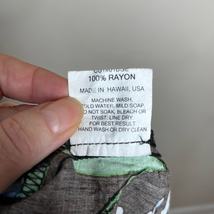 100% RAYON
MADE IN HAWAII, USA
MACHINE WASH,
COLD WATER, MILD SOAP.
DO NOT SOAK, BLEACH OR
TWIST. LINE DRY
FOR BEST RESULT
HAND WASH OR DRY CLEAN